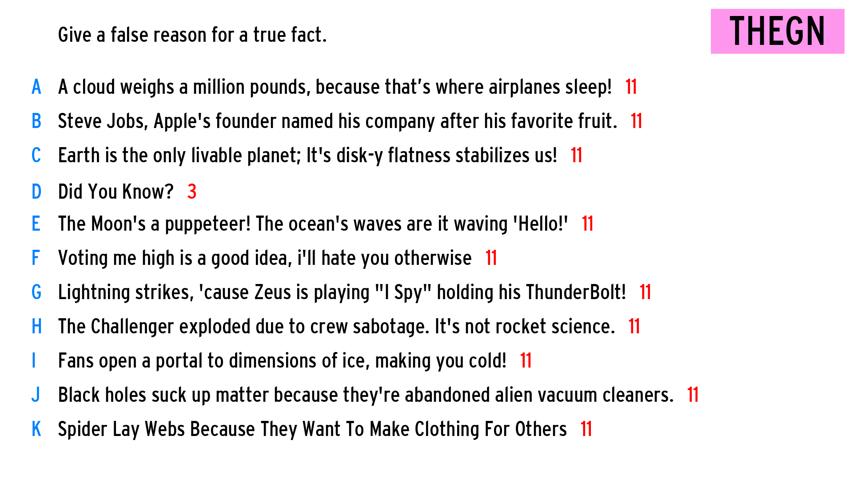 Give a false reason for a true fact.
THEGN
A A cloud weighs a million pounds, because that's where airplanes sleep! 11
B Steve Jobs, Apple's founder named his company after his favorite fruit. 11
C Earth is the only livable planet; It's disk-y flatness stabilizes us! 11
D Did You Know? 3
E The Moon's a puppeteer! The ocean's waves are it waving 'Hello!' 11
F Voting me high is a good idea, i'll hate you otherwise 11
G Lightning strikes, 'cause Zeus is playing "I Spy" holding his ThunderBolt! 11
H The Challenger exploded due to crew sabotage. It's not rocket science. 11
I Fans open a portal to dimensions of ice, making you cold! 11
J Black holes suck up matter because they're abandoned alien vacuum cleaners. 11
K Spider Lay Webs Because They Want To Make Clothing For Others 11